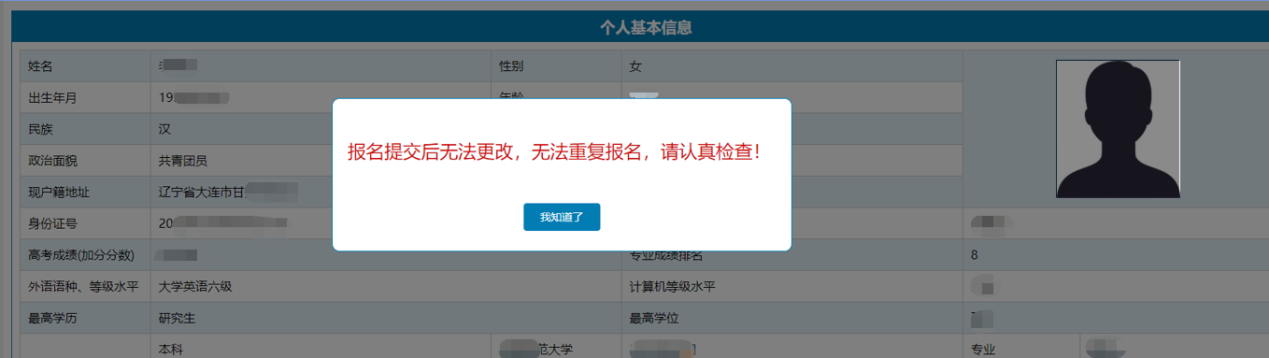 个人基本信息
姓名 性别 女
出生年月 19 年龄
民族 汉
政治面貌 共青团员
现户籍地址 辽宁省大连市甘
身份证号 20
报名提交后无法更改，无法重复报名，请认真检查！
我知道了
高考成绩(加分分数) 专业成绩排名 8
外语语种、等级水平 大学英语六级 计算机等级水平
最高学历 研究生 最高学位
本科 范大学 专业